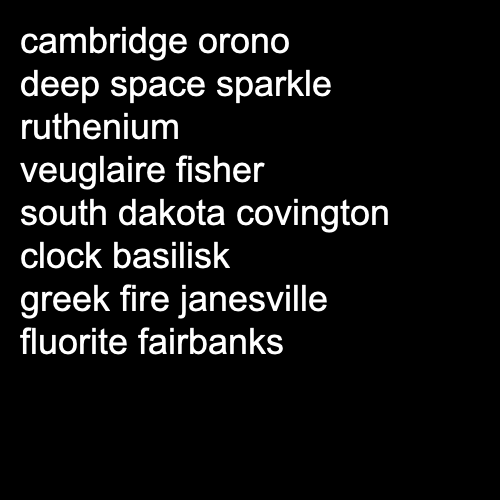 cambridge orono
deep space sparkle
ruthenium
veuglaire fisher
south dakota covington
clock basilisk
greek fire janesville
fluorite fairbanks